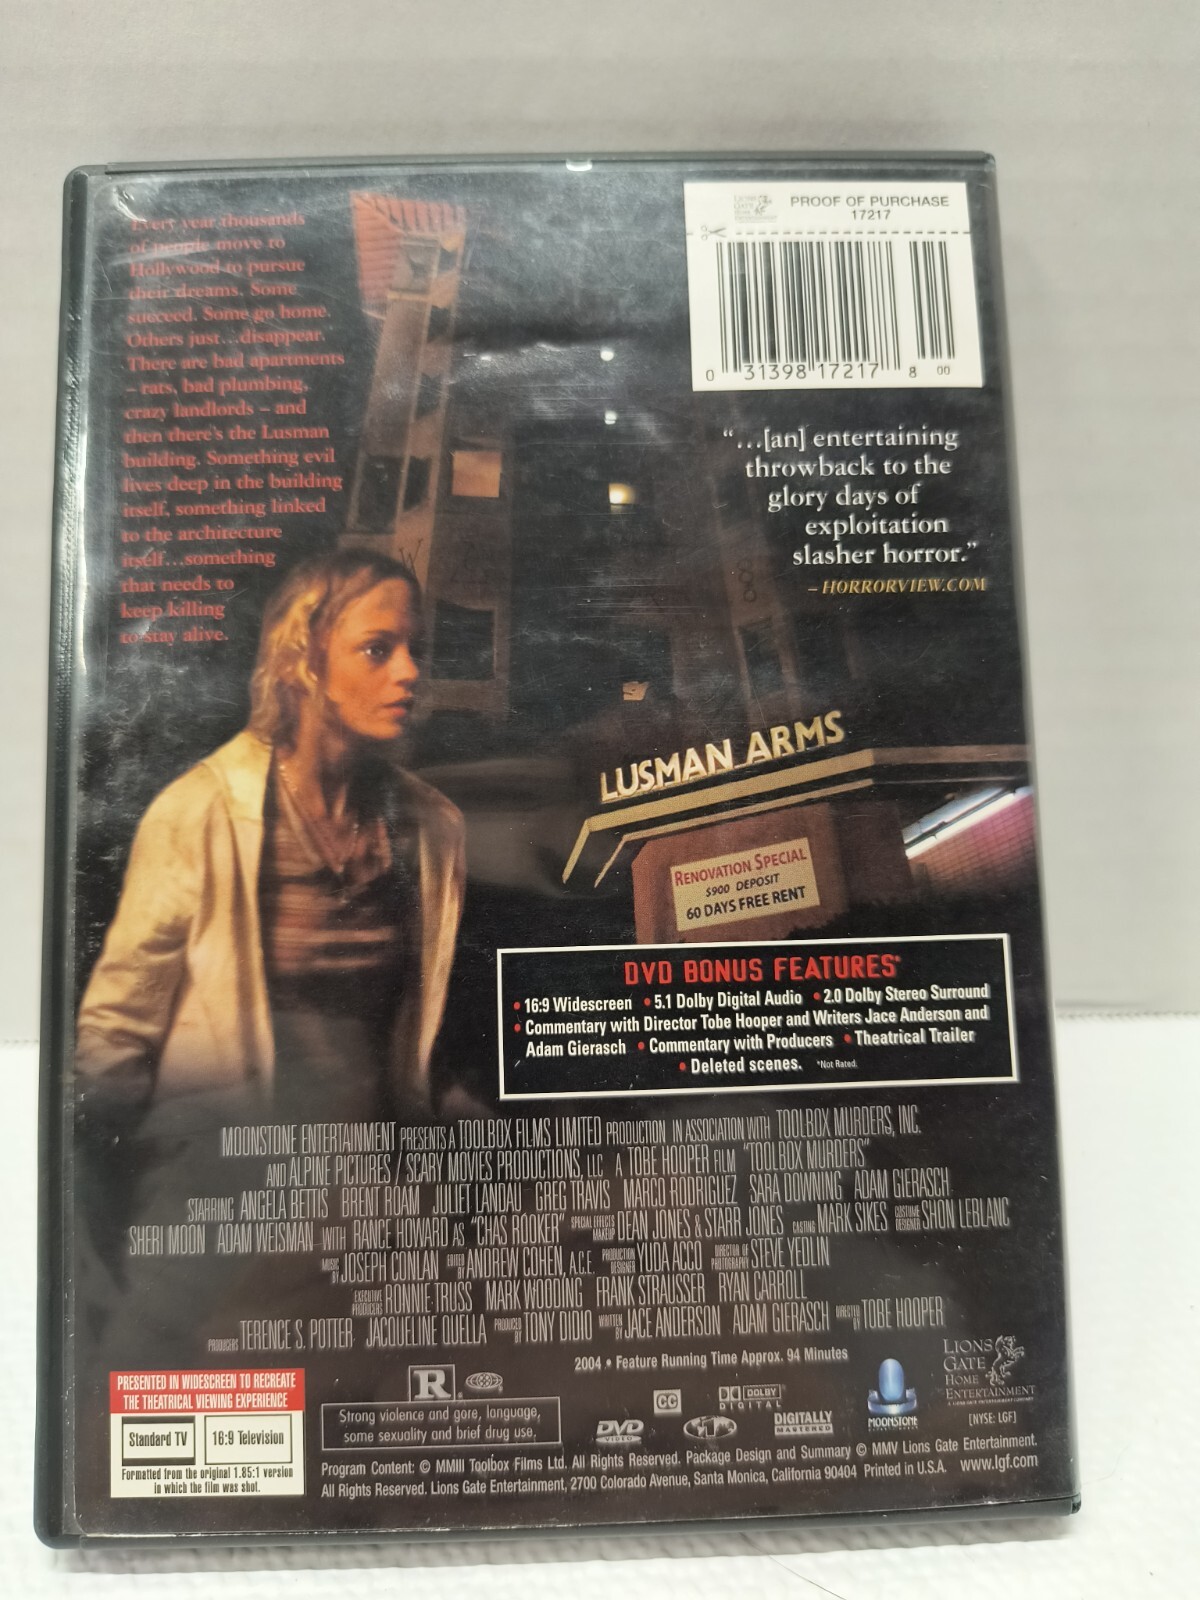 Every year thousands
of people move to
Hollywood to pursue
their dreams. Some
succeed. Some go home.
Others just...disappear.
There are bad apartments
– rats, bad plumbing,
crazy landlords – and
then there's the Lusman
building. Something evil
lives deep in the building
itself, something linked
to the architecture
itself...something
that needs to
keep killing
to stay alive.
LIONS GATE Home Entertainment
PROOF OF PURCHASE
17217
0 31398 17217 8 00
“...[an] entertaining
throwback to the
glory days of
exploitation
slasher horror.”
– HORRORVIEW.COM
LUSMAN ARMS
RENOVATION SPECIAL
$900 DEPOSIT
60 DAYS FREE RENT
DVD BONUS FEATURES*
• 16:9 Widescreen • 5.1 Dolby Digital Audio • 2.0 Dolby Stereo Surround
• Commentary with Director Tobe Hooper and Writers Jace Anderson and
Adam Gierasch • Commentary with Producers • Theatrical Trailer
• Deleted scenes. *Not Rated.
MOONSTONE ENTERTAINMENT PRESENTS A TOOLBOX FILMS LIMITED PRODUCTION IN ASSOCIATION WITH TOOLBOX MURDERS, INC.
AND ALPINE PICTURES / SCARY MOVIES PRODUCTIONS, LLC A TOBE HOOPER FILM "TOOLBOX MURDERS"
STARRING ANGELA BETTIS BRENT ROAM JULIET LANDAU GREG TRAVIS MARCO RODRIGUEZ SARA DOWNING ADAM GIERASCH
SHERI MOON ADAM WEISMAN WITH RANCE HOWARD AS "CHAS ROOKER" SPECIAL EFFECTS MAKEUP DEAN JONES & STARR JONES CASTING MARK SIKES COSTUME DESIGNER SHON LEBLANC
MUSIC BY JOSEPH CONLAN EDITED BY ANDREW COHEN, A.C.E. PRODUCTION DESIGNER YUDA ACCO DIRECTOR OF PHOTOGRAPHY STEVE YEDLIN
EXECUTIVE PRODUCERS RONNIE TRUSS MARK WOODING FRANK STRAUSSER RYAN CARROLL
PRODUCERS TERENCE S. POTTER JACQUELINE QUELLA PRODUCED BY TONY DIDIO WRITTEN BY JACE ANDERSON ADAM GIERASCH DIRECTED BY TOBE HOOPER
2004 • Feature Running Time Approx. 94 Minutes
PRESENTED IN WIDESCREEN TO RECREATE
THE THEATRICAL VIEWING EXPERIENCE
Standard TV
16:9 Television
Formatted from the original 1.85:1 version
in which the film was shot.
R
Strong violence and gore, language,
some sexuality and brief drug use.
CC
DOLBY
DIGITAL
DVD
VIDEO
1
DIGITALLY
MASTERED
MOONSTONE
LIONS
GATE
HOME
ENTERTAINMENT
A LIONS GATE ENTERTAINMENT COMPANY
[NYSE: LGF]
Program Content: © MMIII Toolbox Films Ltd. All Rights Reserved. Package Design and Summary © MMV Lions Gate Entertainment.
All Rights Reserved. Lions Gate Entertainment, 2700 Colorado Avenue, Santa Monica, California 90404 Printed in U.S.A. www.lgf.com